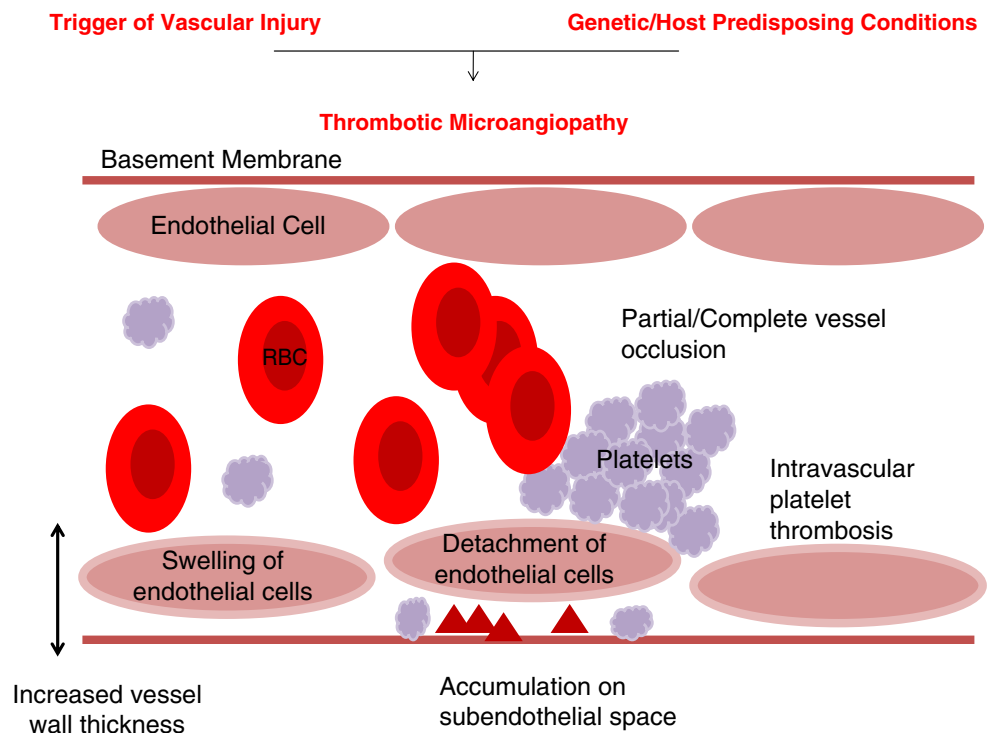 Trigger of Vascular Injury
Genetic/Host Predisposing Conditions
Thrombotic Microangiopathy
Basement Membrane
Endothelial Cell
RBC
Partial/Complete vessel
occlusion
Platelets
Intravascular
platelet
thrombosis
Swelling of
endothelial cells
Detachment of
endothelial cells
Increased vessel
wall thickness
Accumulation on
subendothelial space